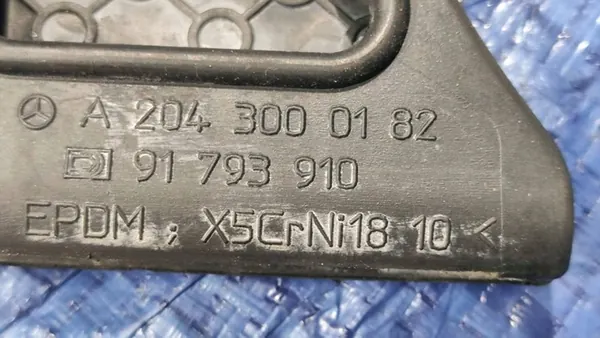 A 204 300 01 82
91 793 910
EPDM ; X5CrNi18 10 <